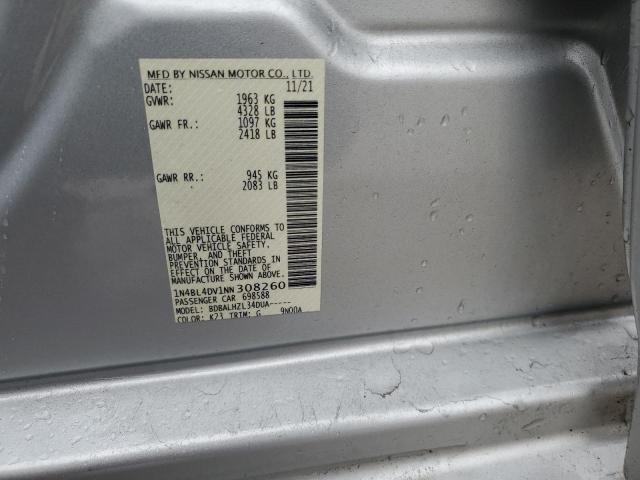 MFD BY NISSAN MOTOR CO., LTD.
DATE: 11/21
GVWR: 1963 KG
4328 LB
GAWR FR.: 1097 KG
2418 LB
GAWR RR.: 945 KG
2083 LB
THIS VEHICLE CONFORMS TO
ALL APPLICABLE FEDERAL
MOTOR VEHICLE SAFETY,
BUMPER, AND THEFT
PREVENTION STANDARDS IN
EFFECT ON THE DATE OF
MANUFACTURE SHOWN ABOVE.
1N4BL4DV1NN308260
PASSENGER CAR 698588
MODEL: BDBALHZL34DUA-----
COLOR: K23 TRIM: G 9N00A